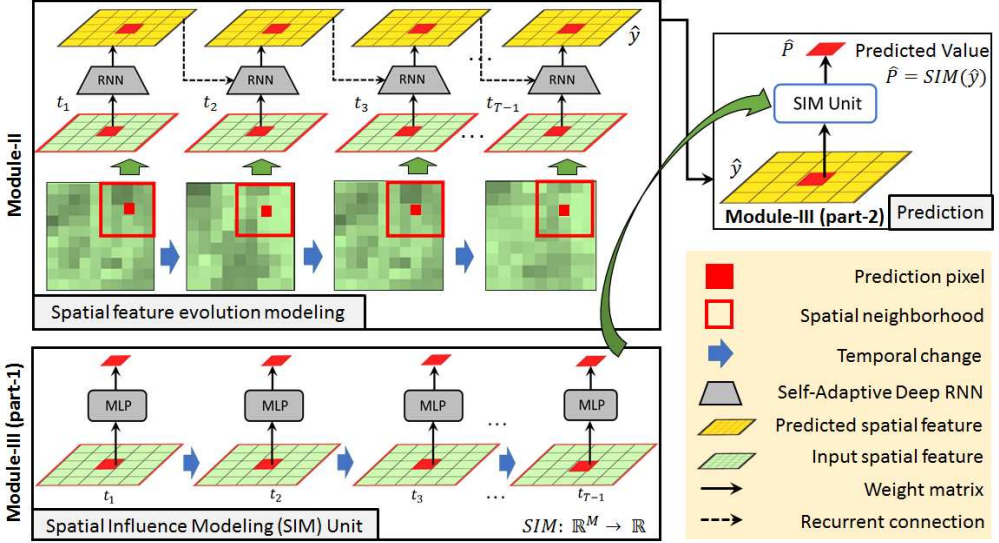 Module-II
ŷ
RNN
RNN
RNN
RNN
...
t₁
t₂
t₃
t_{T−1}
...
Spatial feature evolution modeling
P̂
Predicted Value
P̂ = SIM(ŷ)
SIM Unit
ŷ
Module-III (part-2)
Prediction
Module-III (part-1)
MLP
MLP
MLP
MLP
...
t₁
t₂
t₃
...
t_{T−1}
Spatial Influence Modeling (SIM) Unit
SIM: ℝᴹ → ℝ
Prediction pixel
Spatial neighborhood
Temporal change
Self-Adaptive Deep RNN
Predicted spatial feature
Input spatial feature
Weight matrix
Recurrent connection